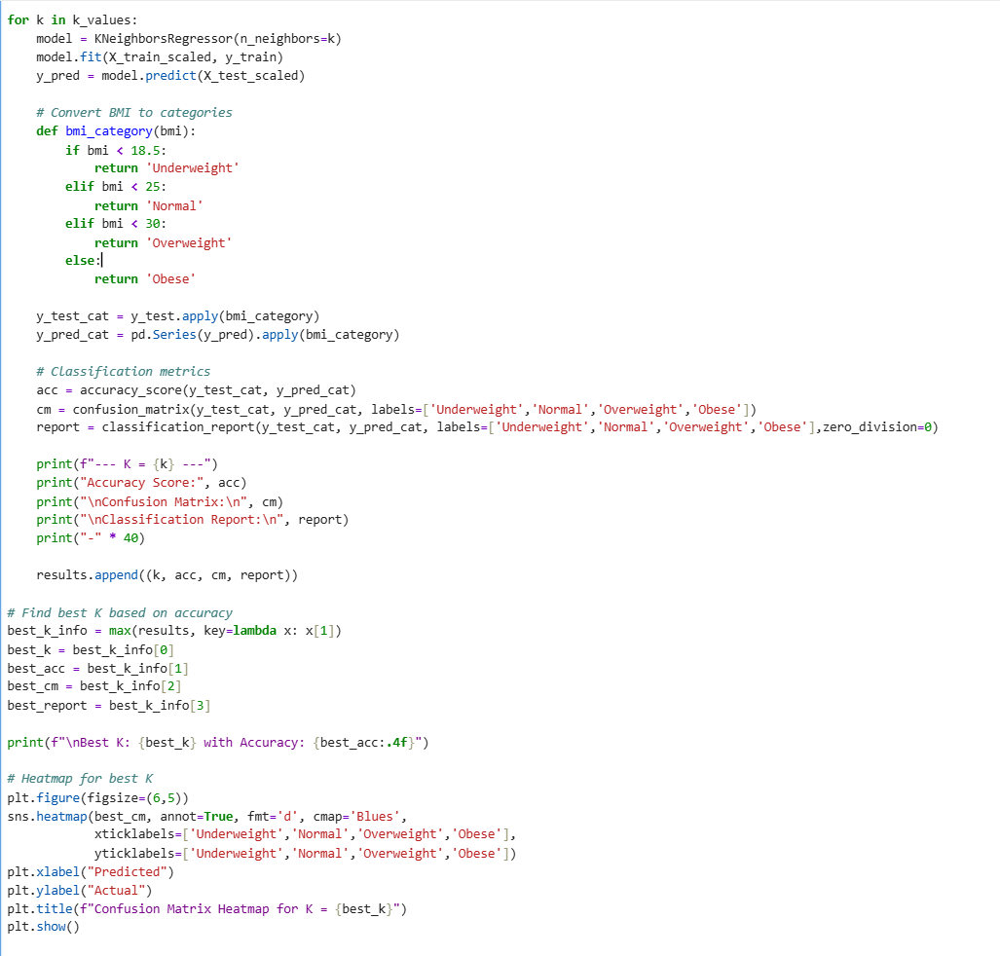 for k in k_values:
    model = KNeighborsRegressor(n_neighbors=k)
    model.fit(X_train_scaled, y_train)
    y_pred = model.predict(X_test_scaled)

    # Convert BMI to categories
    def bmi_category(bmi):
        if bmi < 18.5:
            return 'Underweight'
        elif bmi < 25:
            return 'Normal'
        elif bmi < 30:
            return 'Overweight'
        else:
            return 'Obese'

    y_test_cat = y_test.apply(bmi_category)
    y_pred_cat = pd.Series(y_pred).apply(bmi_category)

    # Classification metrics
    acc = accuracy_score(y_test_cat, y_pred_cat)
    cm = confusion_matrix(y_test_cat, y_pred_cat, labels=['Underweight','Normal','Overweight','Obese'])
    report = classification_report(y_test_cat, y_pred_cat, labels=['Underweight','Normal','Overweight','Obese'],zero_division=0)

    print(f"--- K = {k} ---")
    print("Accuracy Score:", acc)
    print("\nConfusion Matrix:\n", cm)
    print("\nClassification Report:\n", report)
    print("-" * 40)

    results.append((k, acc, cm, report))

# Find best K based on accuracy
best_k_info = max(results, key=lambda x: x[1])
best_k = best_k_info[0]
best_acc = best_k_info[1]
best_cm = best_k_info[2]
best_report = best_k_info[3]

print(f"\nBest K: {best_k} with Accuracy: {best_acc:.4f}")

# Heatmap for best K
plt.figure(figsize=(6,5))
sns.heatmap(best_cm, annot=True, fmt='d', cmap='Blues',
            xticklabels=['Underweight','Normal','Overweight','Obese'],
            yticklabels=['Underweight','Normal','Overweight','Obese'])
plt.xlabel("Predicted")
plt.ylabel("Actual")
plt.title(f"Confusion Matrix Heatmap for K = {best_k}")
plt.show()